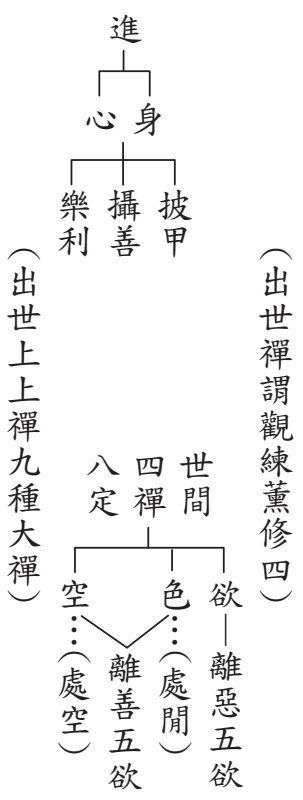 進
身
心
披甲
攝善
樂利
（出世禪謂觀練薰修四）
（出世上上禪九種大禪）
世間
四禪
八定
欲
色
空
離惡五欲
（處閒）
離善五欲
（處空）